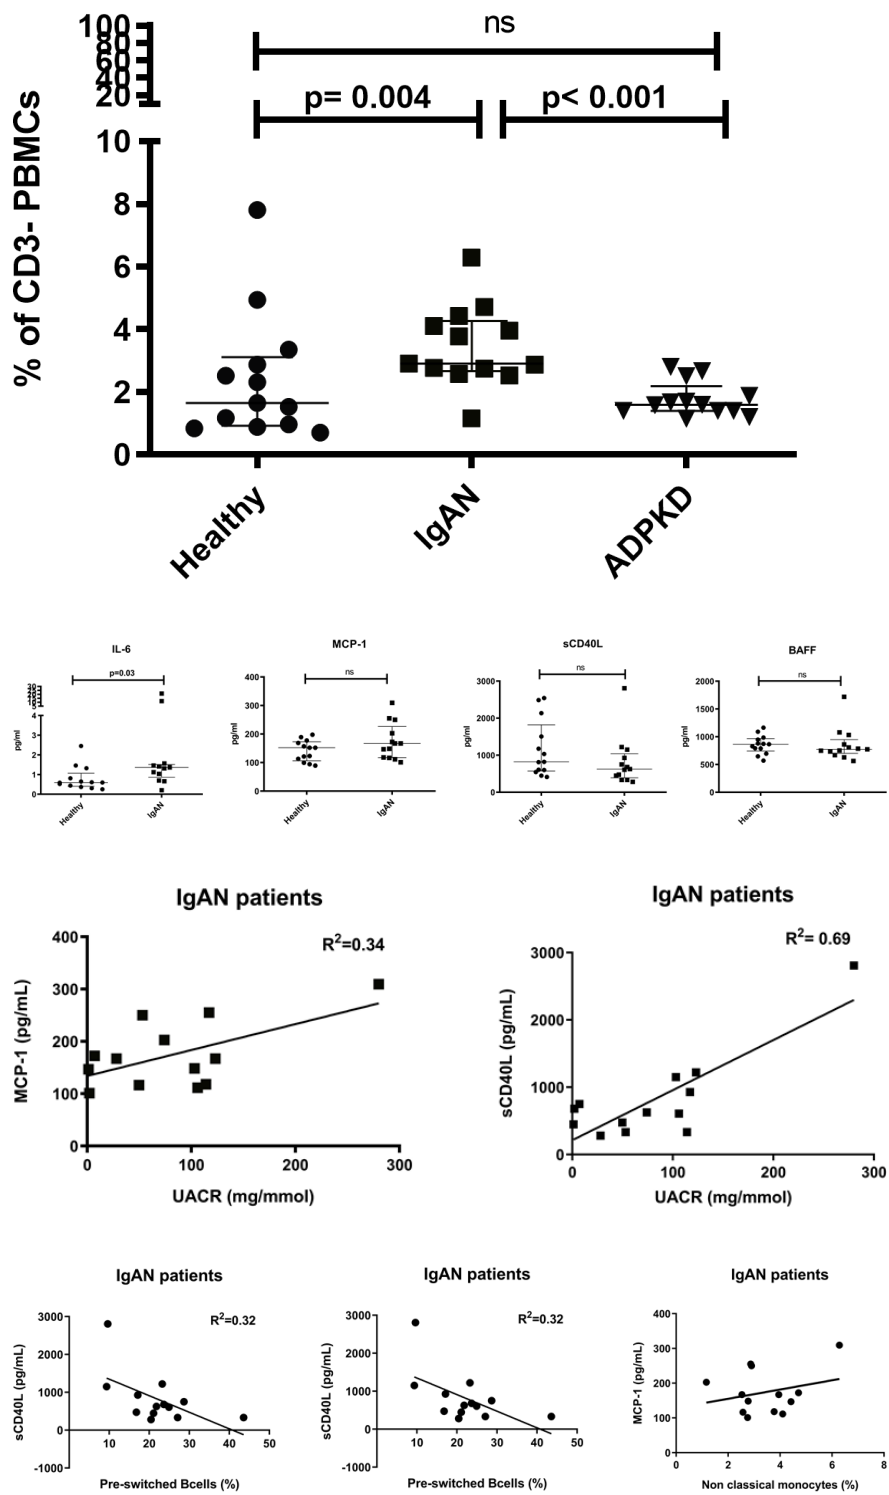 ns
100
80
60
40
20
p= 0.004 p< 0.001
10
8
6
4
2
0
% of CD3- PBMCs
Healthy IgAN ADPKD
IL-6 MCP-1 sCD40L BAFF
p=0.03 ns ns ns
pg/ml
4
3
2
1
0
Healthy IgAN
pg/ml
400
300
200
100
0
Healthy IgAN
pg/ml
3000
2000
1000
0
Healthy IgAN
pg/ml
2000
1500
1000
500
0
Healthy IgAN
IgAN patients
R2=0.34
MCP-1 (pg/mL)
400
300
200
100
0
0 100 200 300
UACR (mg/mmol)
IgAN patients
R2= 0.69
sCD40L (pg/mL)
3000
2000
1000
0
0 100 200 300
UACR (mg/mmol)
IgAN patients
R2=0.32
sCD40L (pg/mL)
3000
2000
1000
0
-1000
10 20 30 40 50
Pre-switched Bcells (%)
IgAN patients
R2=0.32
sCD40L (pg/mL)
3000
2000
1000
0
-1000
10 20 30 40 50
Pre-switched Bcells (%)
IgAN patients
MCP-1 (pg/mL)
400
300
200
100
0
0 2 4 6 8
Non classical monocytes (%)